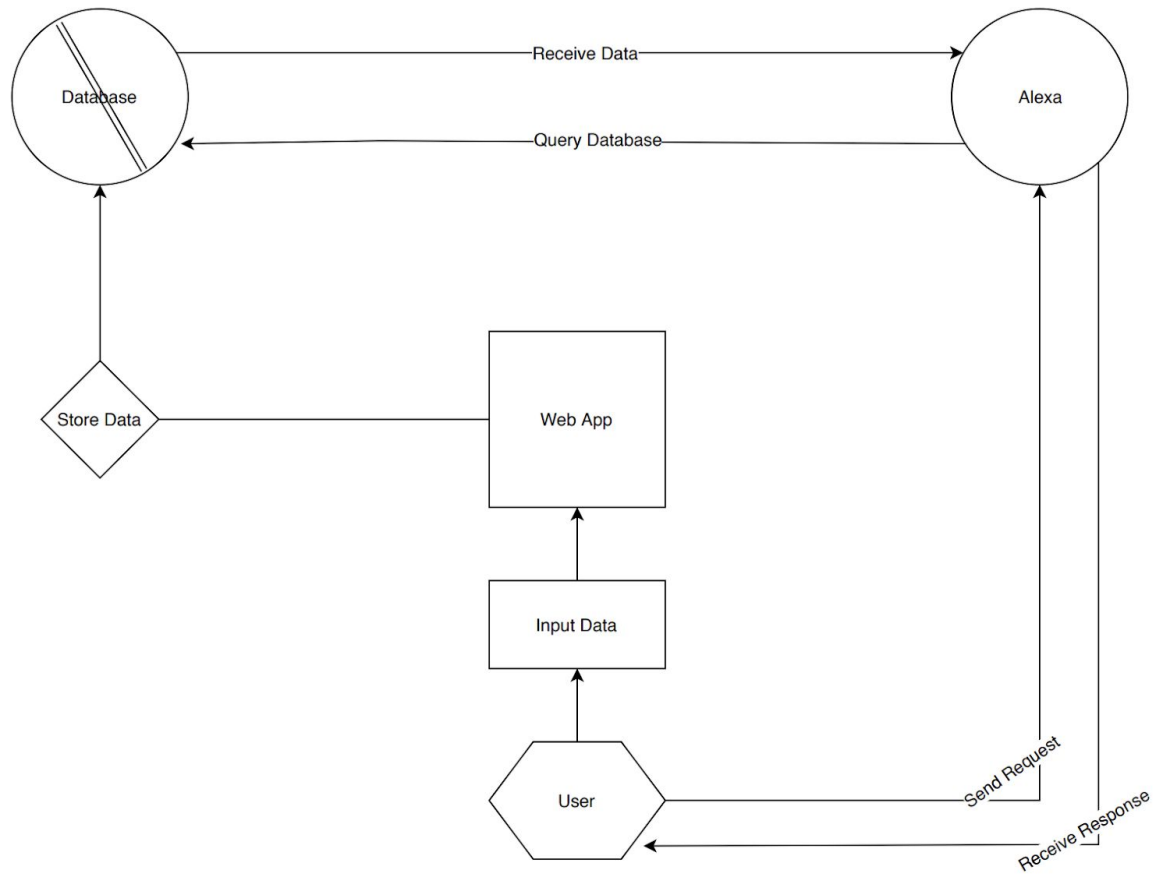 Receive Data
Database
Alexa
Query Database
Store Data
Web App
Input Data
User
Send Request
Receive Response